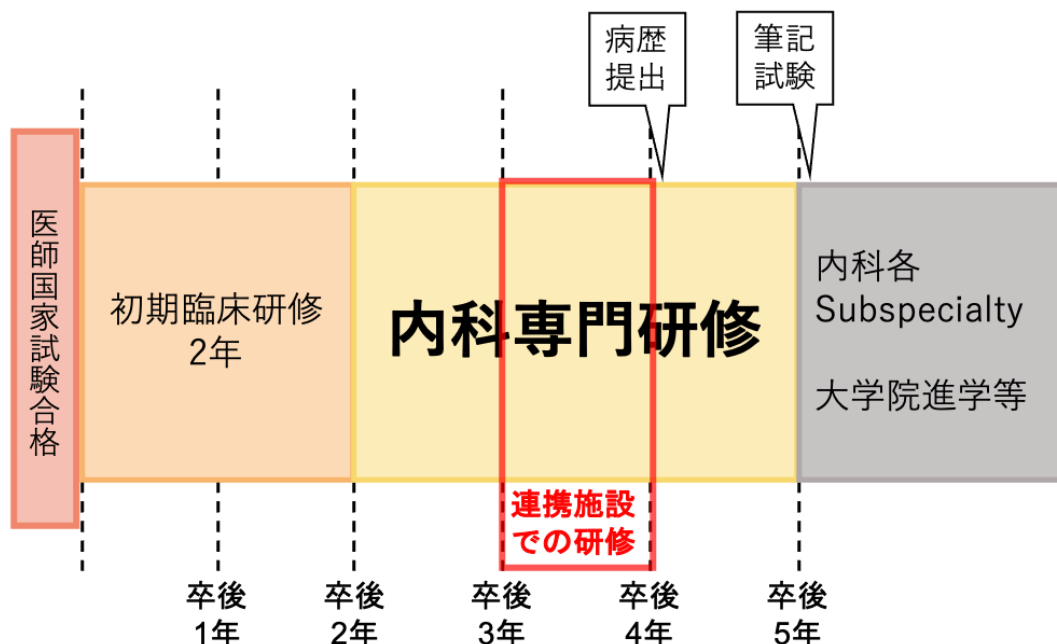 病歴
提出
筆記
試験
医師国家試験合格
初期臨床研修
2年
内科専門研修
内科各
Subspecialty
大学院進学等
連携施設
での研修
卒後
1年
卒後
2年
卒後
3年
卒後
4年
卒後
5年